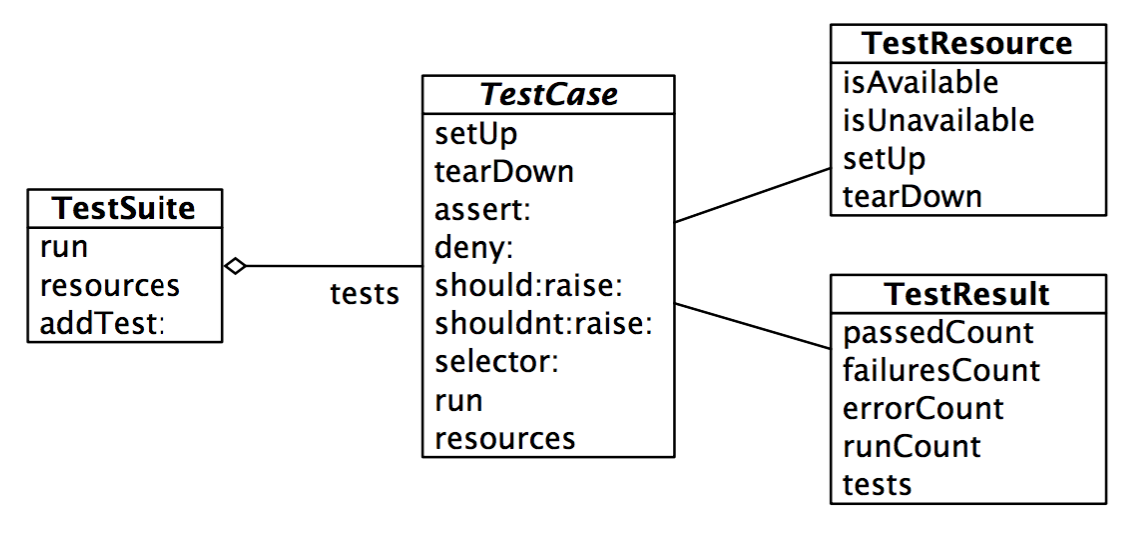 TestSuite
run
resources
addTest:
tests
TestCase
setUp
tearDown
assert:
deny:
should:raise:
shouldnt:raise:
selector:
run
resources
TestResource
isAvailable
isUnavailable
setUp
tearDown
TestResult
passedCount
failuresCount
errorCount
runCount
tests